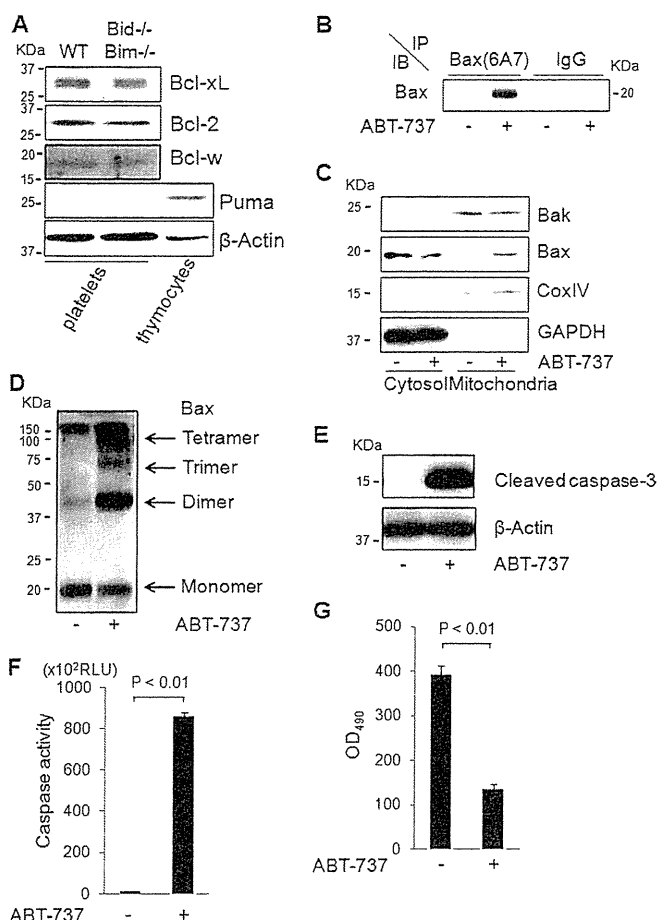 A
KDa
WT
Bid-/-
Bim-/-
37
25
Bcl-xL
37
25
Bcl-2
20
15
Bcl-w
25
Puma
37
β-Actin
platelets
thymocytes
B
IP
IB
Bax(6A7)
IgG
KDa
Bax
20
ABT-737
- + - +
C
KDa
25
Bak
20
Bax
15
CoxIV
37
GAPDH
- + - +
ABT-737
Cytosol Mitochondria
D
KDa
Bax
150
100
75
50
37
25
20
Tetramer
Trimer
Dimer
Monomer
- +
ABT-737
E
KDa
15
Cleaved caspase-3
37
β-Actin
- +
ABT-737
F
(x10²RLU)
P < 0.01
Caspase activity
1000
800
600
400
200
0
ABT-737
- +
G
P < 0.01
OD₄₉₀
500
400
300
200
100
0
ABT-737
- +